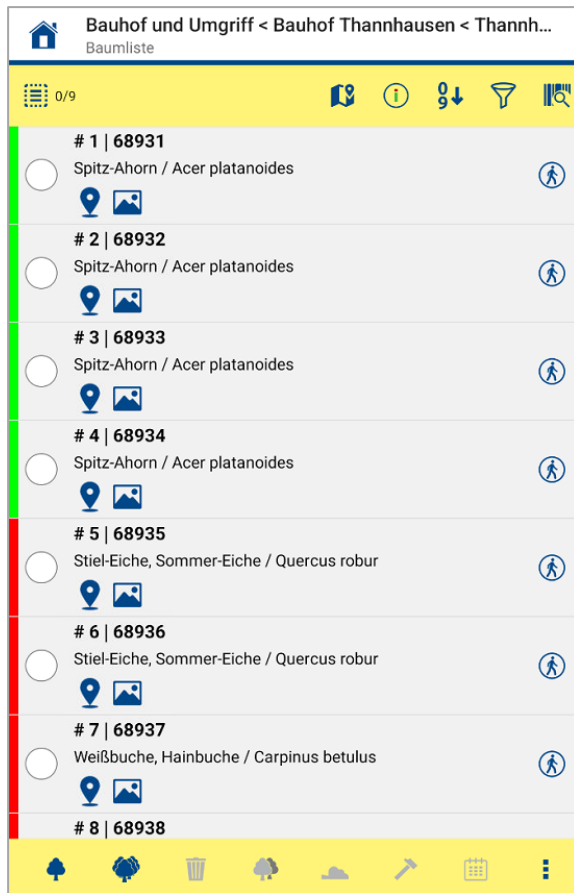 Bauhof und Umgriff < Bauhof Thannhausen < Thannh...
Baumliste
0/9
0
9
# 1 | 68931
Spitz-Ahorn / Acer platanoides
# 2 | 68932
Spitz-Ahorn / Acer platanoides
# 3 | 68933
Spitz-Ahorn / Acer platanoides
# 4 | 68934
Spitz-Ahorn / Acer platanoides
# 5 | 68935
Stiel-Eiche, Sommer-Eiche / Quercus robur
# 6 | 68936
Stiel-Eiche, Sommer-Eiche / Quercus robur
# 7 | 68937
Weißbuche, Hainbuche / Carpinus betulus
# 8 | 68938